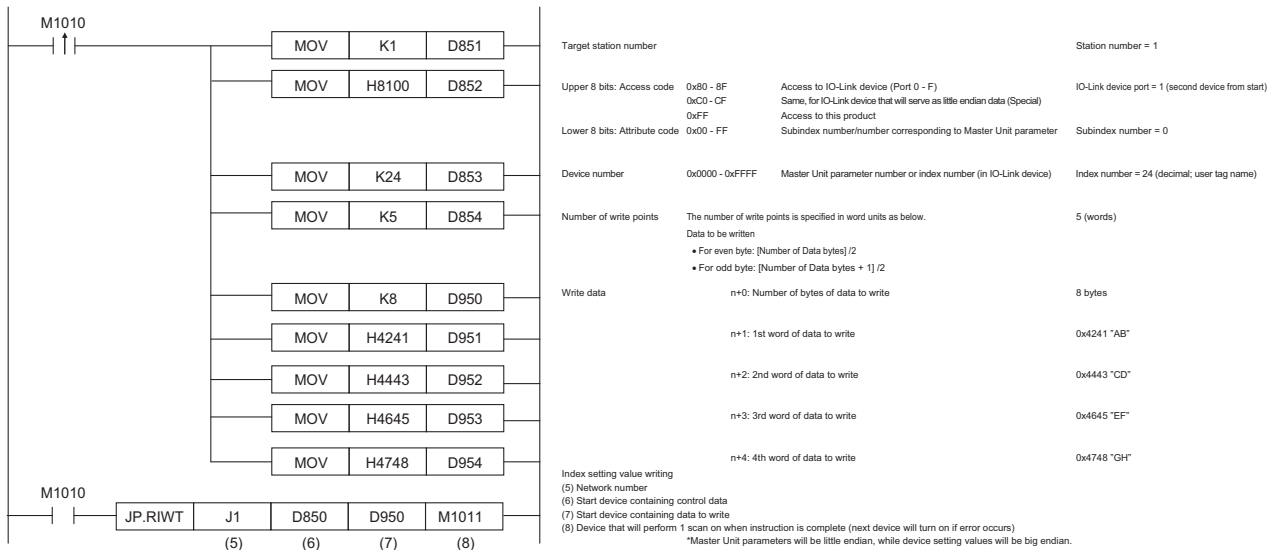 M1010
MOV K1 D851 Target station number Station number = 1
MOV H8100 D852 Upper 8 bits: Access code 0x80 - 8F Access to IO-Link device (Port 0 - F) IO-Link device port = 1 (second device from start)
0xC0 - CF Same, for IO-Link device that will serve as little endian data (Special)
0xFF Access to this product
Lower 8 bits: Attribute code 0x00 - FF Subindex number/number corresponding to Master Unit parameter Subindex number = 0
MOV K24 D853 Device number 0x0000 - 0xFFFF Master Unit parameter number or index number (in IO-Link device) Index number = 24 (decimal; user tag name)
MOV K5 D854 Number of write points The number of write points is specified in word units as below. 5 (words)
Data to be written
• For even byte: [Number of Data bytes] /2
• For odd byte: [Number of Data bytes + 1] /2
MOV K8 D950 Write data n+0: Number of bytes of data to write 8 bytes
MOV H4241 D951 n+1: 1st word of data to write 0x4241 "AB"
MOV H4443 D952 n+2: 2nd word of data to write 0x4443 "CD"
MOV H4645 D953 n+3: 3rd word of data to write 0x4645 "EF"
MOV H4748 D954 n+4: 4th word of data to write 0x4748 "GH"
Index setting value writing
(5) Network number
(6) Start device containing control data
(7) Start device containing data to write
(8) Device that will perform 1 scan on when instruction is complete (next device will turn on if error occurs)
*Master Unit parameters will be little endian, while device setting values will be big endian.
M1010
JP.RIWT J1 D850 D950 M1011
(5) (6) (7) (8)